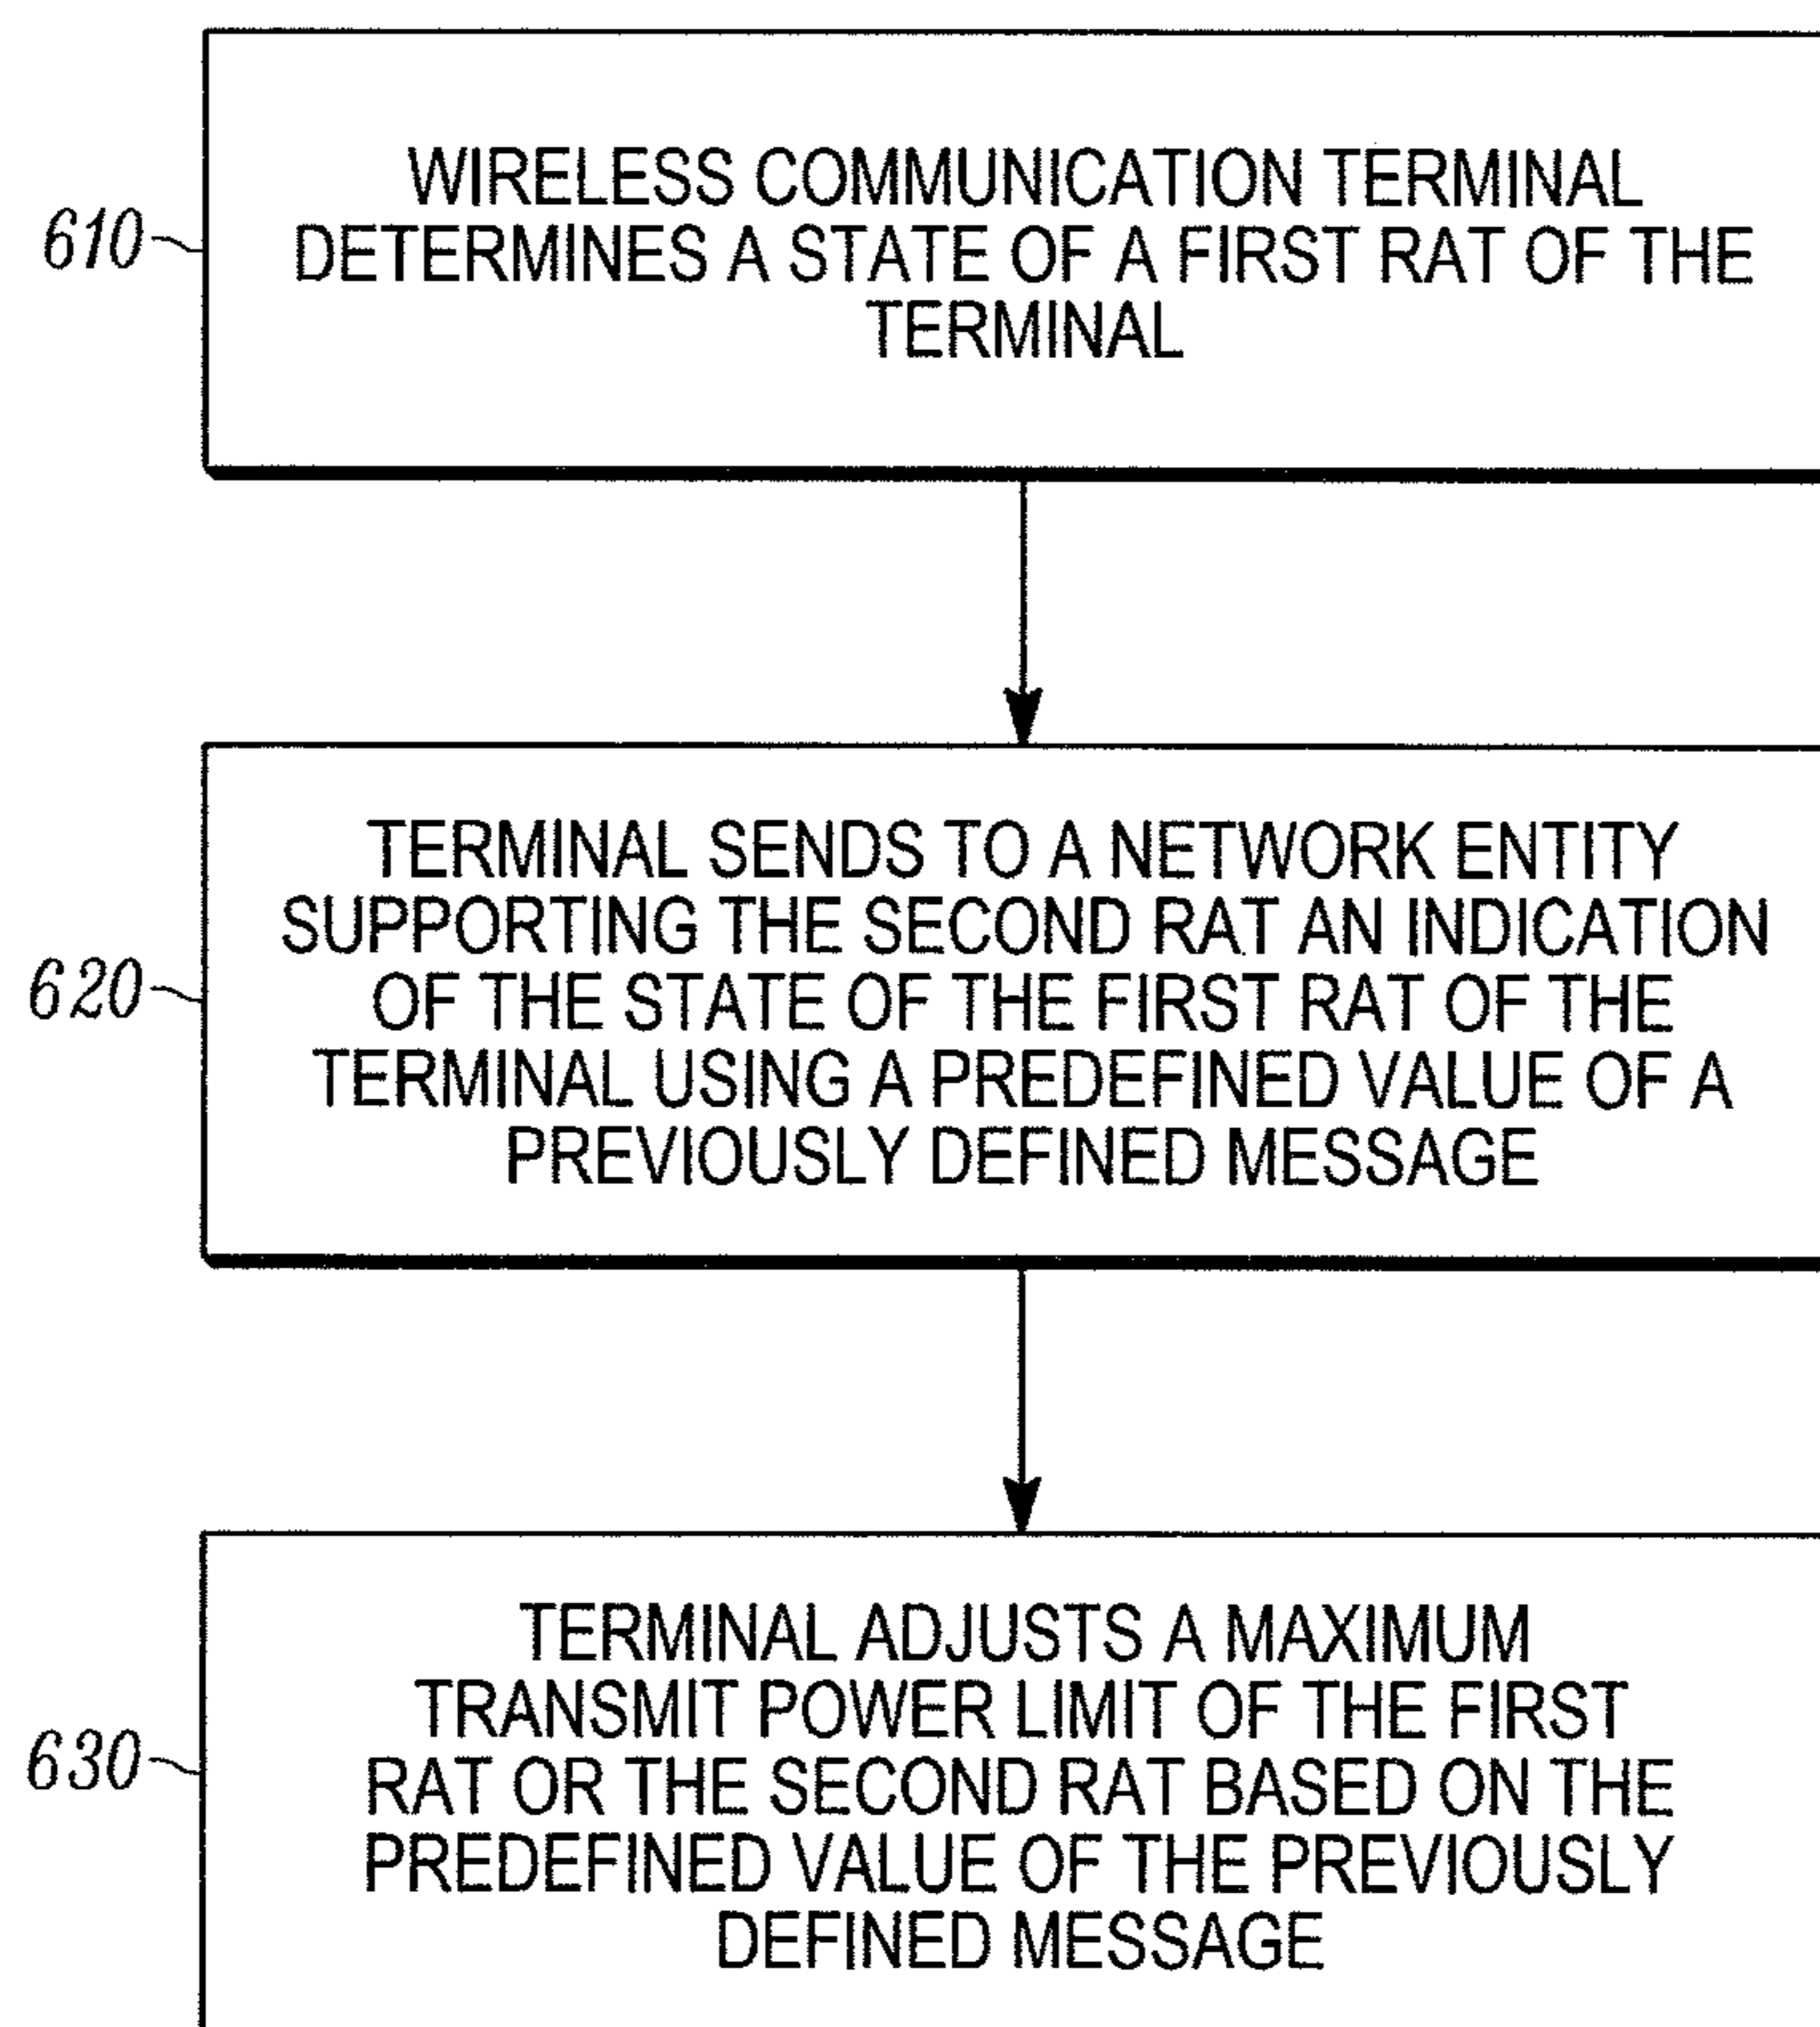 WIRELESS COMMUNICATION TERMINAL
610
DETERMINES A STATE OF A FIRST RAT OF THE
TERMINAL
TERMINAL SENDS TO A NETWORK ENTITY
SUPPORTING THE SECOND RAT AN INDICATION
620
OF THE STATE OF THE FIRST RAT OF THE
TERMINAL USING A PREDEFINED VALUE OF A
PREVIOUSLY DEFINED MESSAGE
TERMINAL ADJUSTS A MAXIMUM
TRANSMIT POWER LIMIT OF THE FIRST
630
RAT OR THE SECOND RAT BASED ON THE
PREDEFINED VALUE OF THE PREVIOUSLY
DEFINED MESSAGE